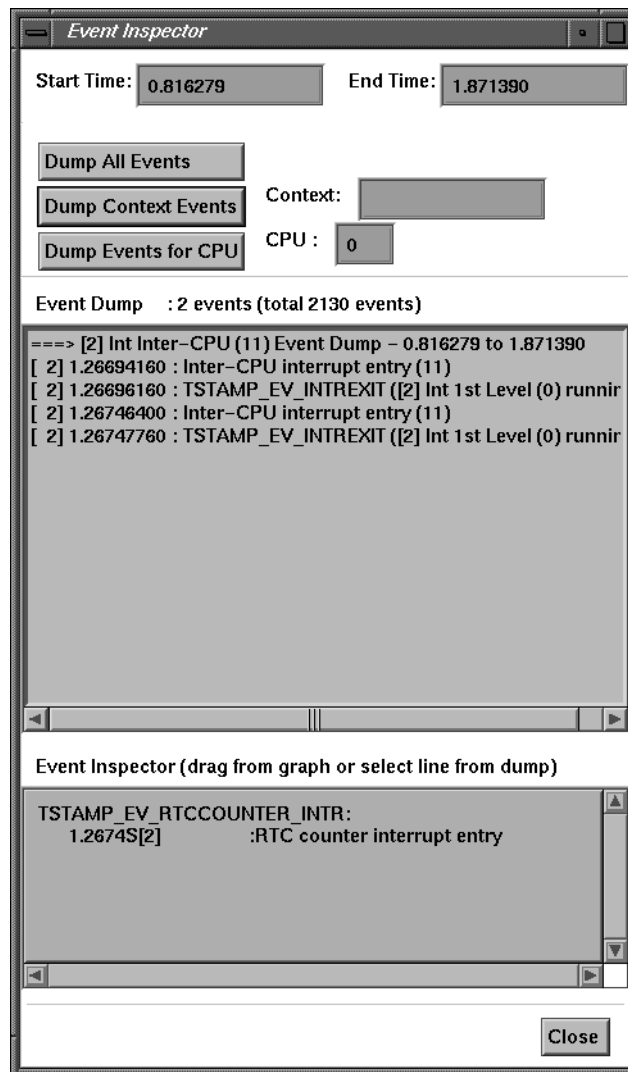 Event Inspector
Start Time: 0.816279 End Time: 1.871390
Dump All Events
Dump Context Events Context:
Dump Events for CPU CPU : 0
Event Dump : 2 events (total 2130 events)
===> [2] Int Inter-CPU (11) Event Dump - 0.816279 to 1.871390
[ 2] 1.26694160 : Inter-CPU interrupt entry (11)
[ 2] 1.26696160 : TSTAMP_EV_INTREXIT ([2] Int 1st Level (0) runnin
[ 2] 1.26746400 : Inter-CPU interrupt entry (11)
[ 2] 1.26747760 : TSTAMP_EV_INTREXIT ([2] Int 1st Level (0) runnin
Event Inspector (drag from graph or select line from dump)
TSTAMP_EV_RTCCOUNTER_INTR:
1.2674S[2] :RTC counter interrupt entry
Close